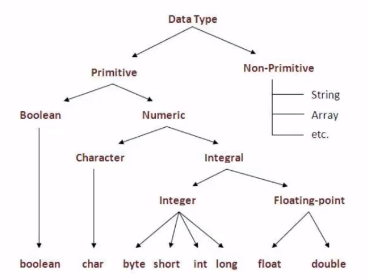 Data Type
Primitive
Non-Primitive
String
Array
etc.
Boolean
Numeric
Character
Integral
Integer
Floating-point
boolean
char
byte
short
int
long
float
double